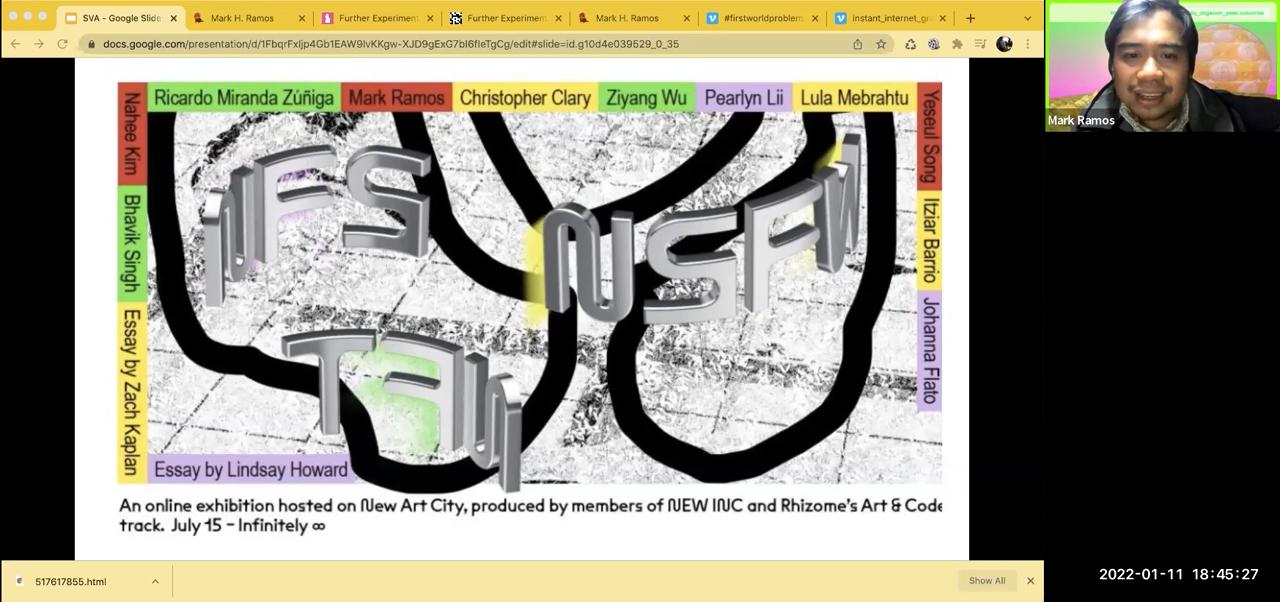 SVA - Google Slide
Mark H. Ramos
Further Experiment
Further Experiment
Mark H. Ramos
#firstworldproblem
instant_internet_gr
docs.google.com/presentation/d/1FbqrFxljp4Gb1EAW9lvKKgw-XJD9gExG7bI6fIeTgCg/edit#slide=id.g10d4e039529_0_35
Mark Ramos
Ricardo Miranda Zúñiga
Mark Ramos
Christopher Clary
Ziyang Wu
Pearlyn Lii
Lula Mebrahtu
Nahee Kim
Bhavik Singh
Essay by Zach Kaplan
Yeseul Song
Itziar Barrio
Johanna Flato
NFS
NSFW
TAN
Essay by Lindsay Howard
An online exhibition hosted on New Art City, produced by members of NEW INC and Rhizome's Art & Code
track. July 15 – Infinitely ∞
517617855.html
Show All
2022-01-11 18:45:27